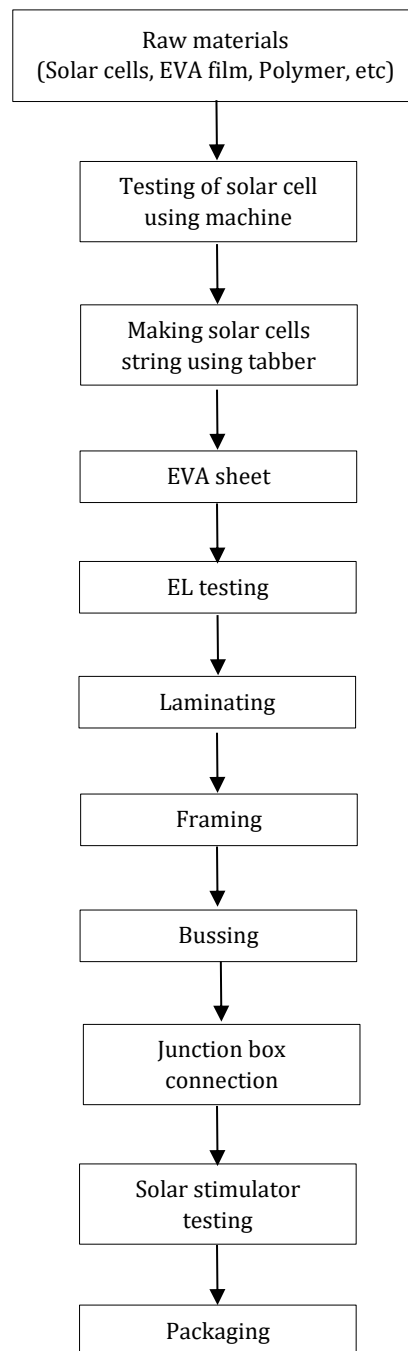 Raw materials
(Solar cells, EVA film, Polymer, etc)
Testing of solar cell
using machine
Making solar cells
string using tabber
EVA sheet
EL testing
Laminating
Framing
Bussing
Junction box
connection
Solar stimulator
testing
Packaging